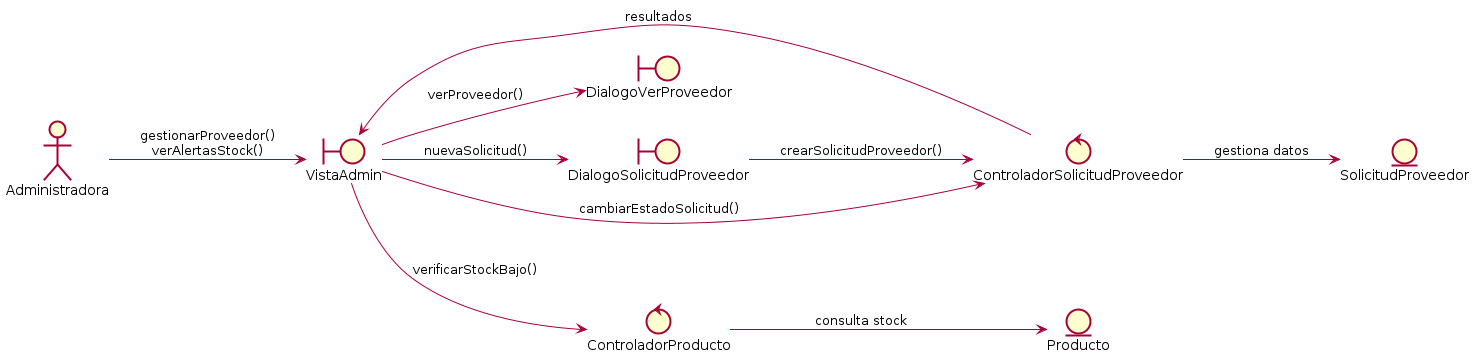 resultados
verProveedor()
DialogoVerProveedor
gestionarProveedor()
verAlertasStock()
nuevaSolicitud()
crearSolicitudProveedor()
gestiona datos
Administradora
VistaAdmin
DialogoSolicitudProveedor
ControladorSolicitudProveedor
SolicitudProveedor
cambiarEstadoSolicitud()
verificarStockBajo()
consulta stock
ControladorProducto
Producto